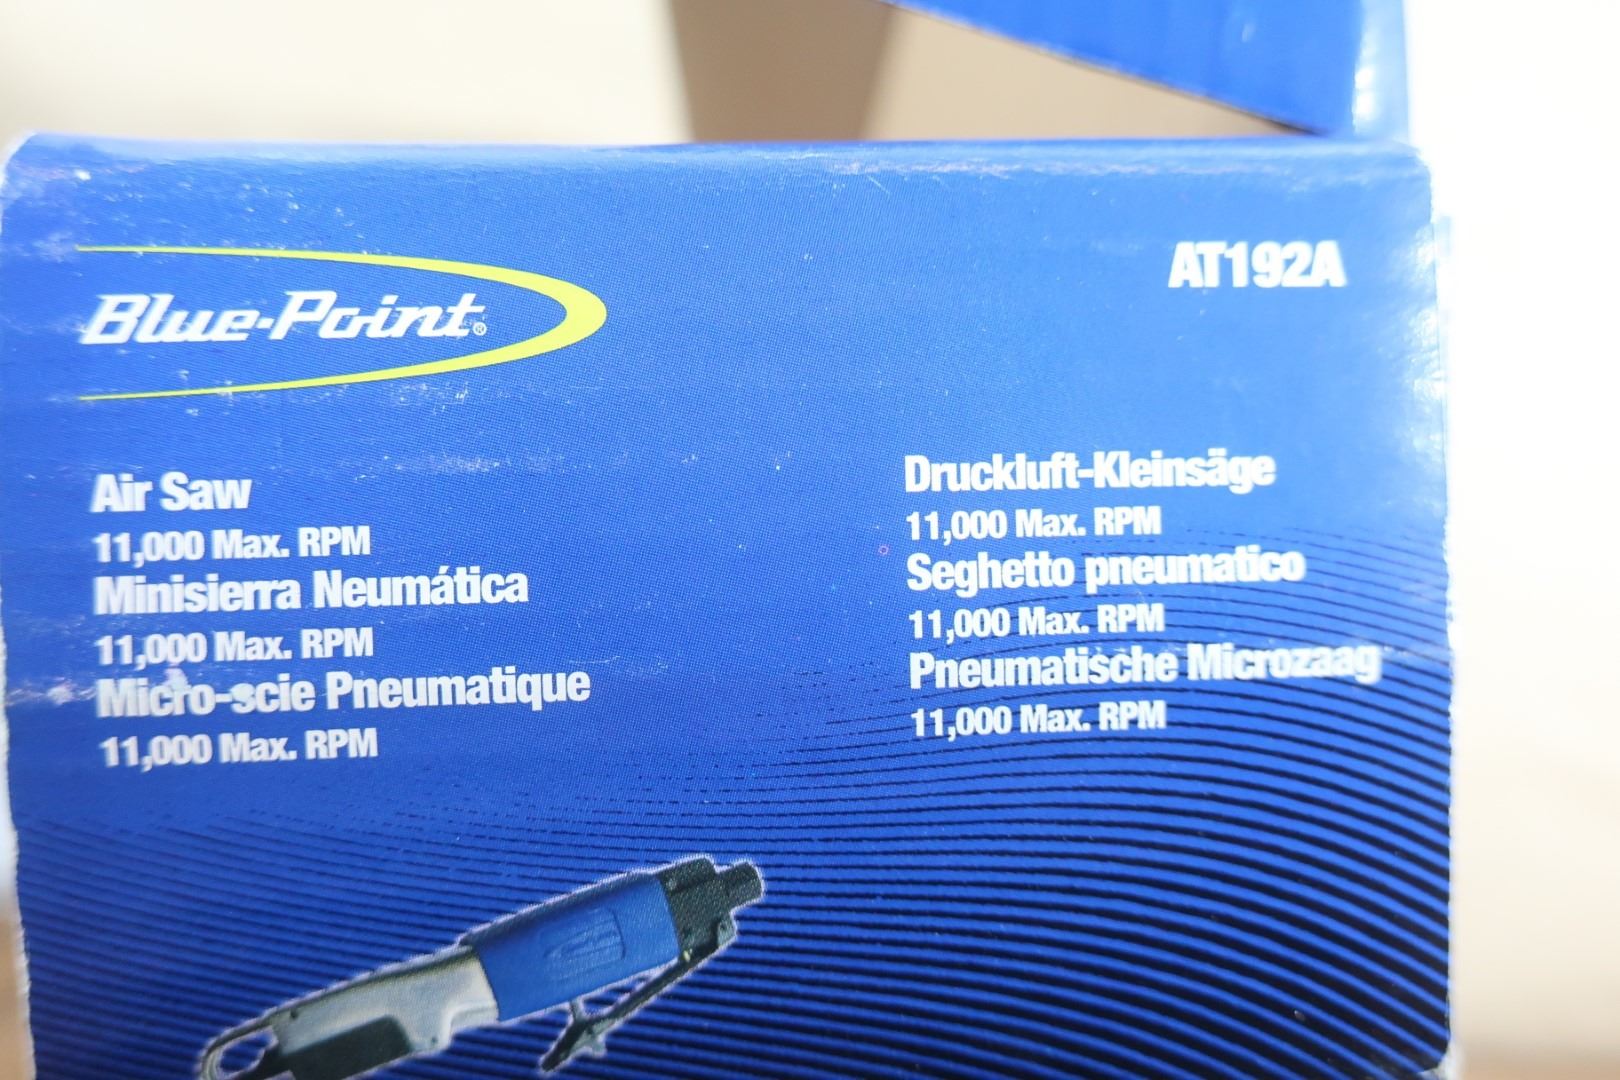 Blue-Point®
AT192A
Air Saw
11,000 Max. RPM
Minisierra Neumática
11,000 Max. RPM
Micro-scie Pneumatique
11,000 Max. RPM
Druckluft-Kleinsäge
11,000 Max. RPM
Seghetto pneumatico
11,000 Max. RPM
Pneumatische Microzaag
11,000 Max. RPM